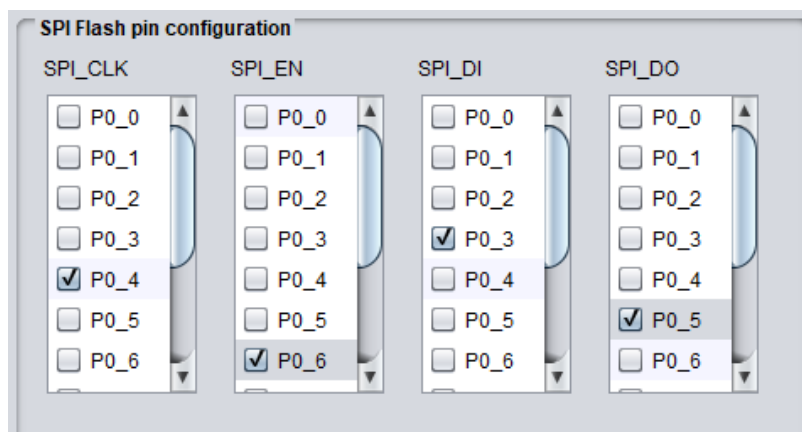 SPI Flash pin configuration
SPI_CLK SPI_EN SPI_DI SPI_DO
P0_0 P0_0 P0_0 P0_0
P0_1 P0_1 P0_1 P0_1
P0_2 P0_2 P0_2 P0_2
P0_3 P0_3 P0_3 P0_3
P0_4 P0_4 P0_4 P0_4
P0_5 P0_5 P0_5 P0_5
P0_6 P0_6 P0_6 P0_6